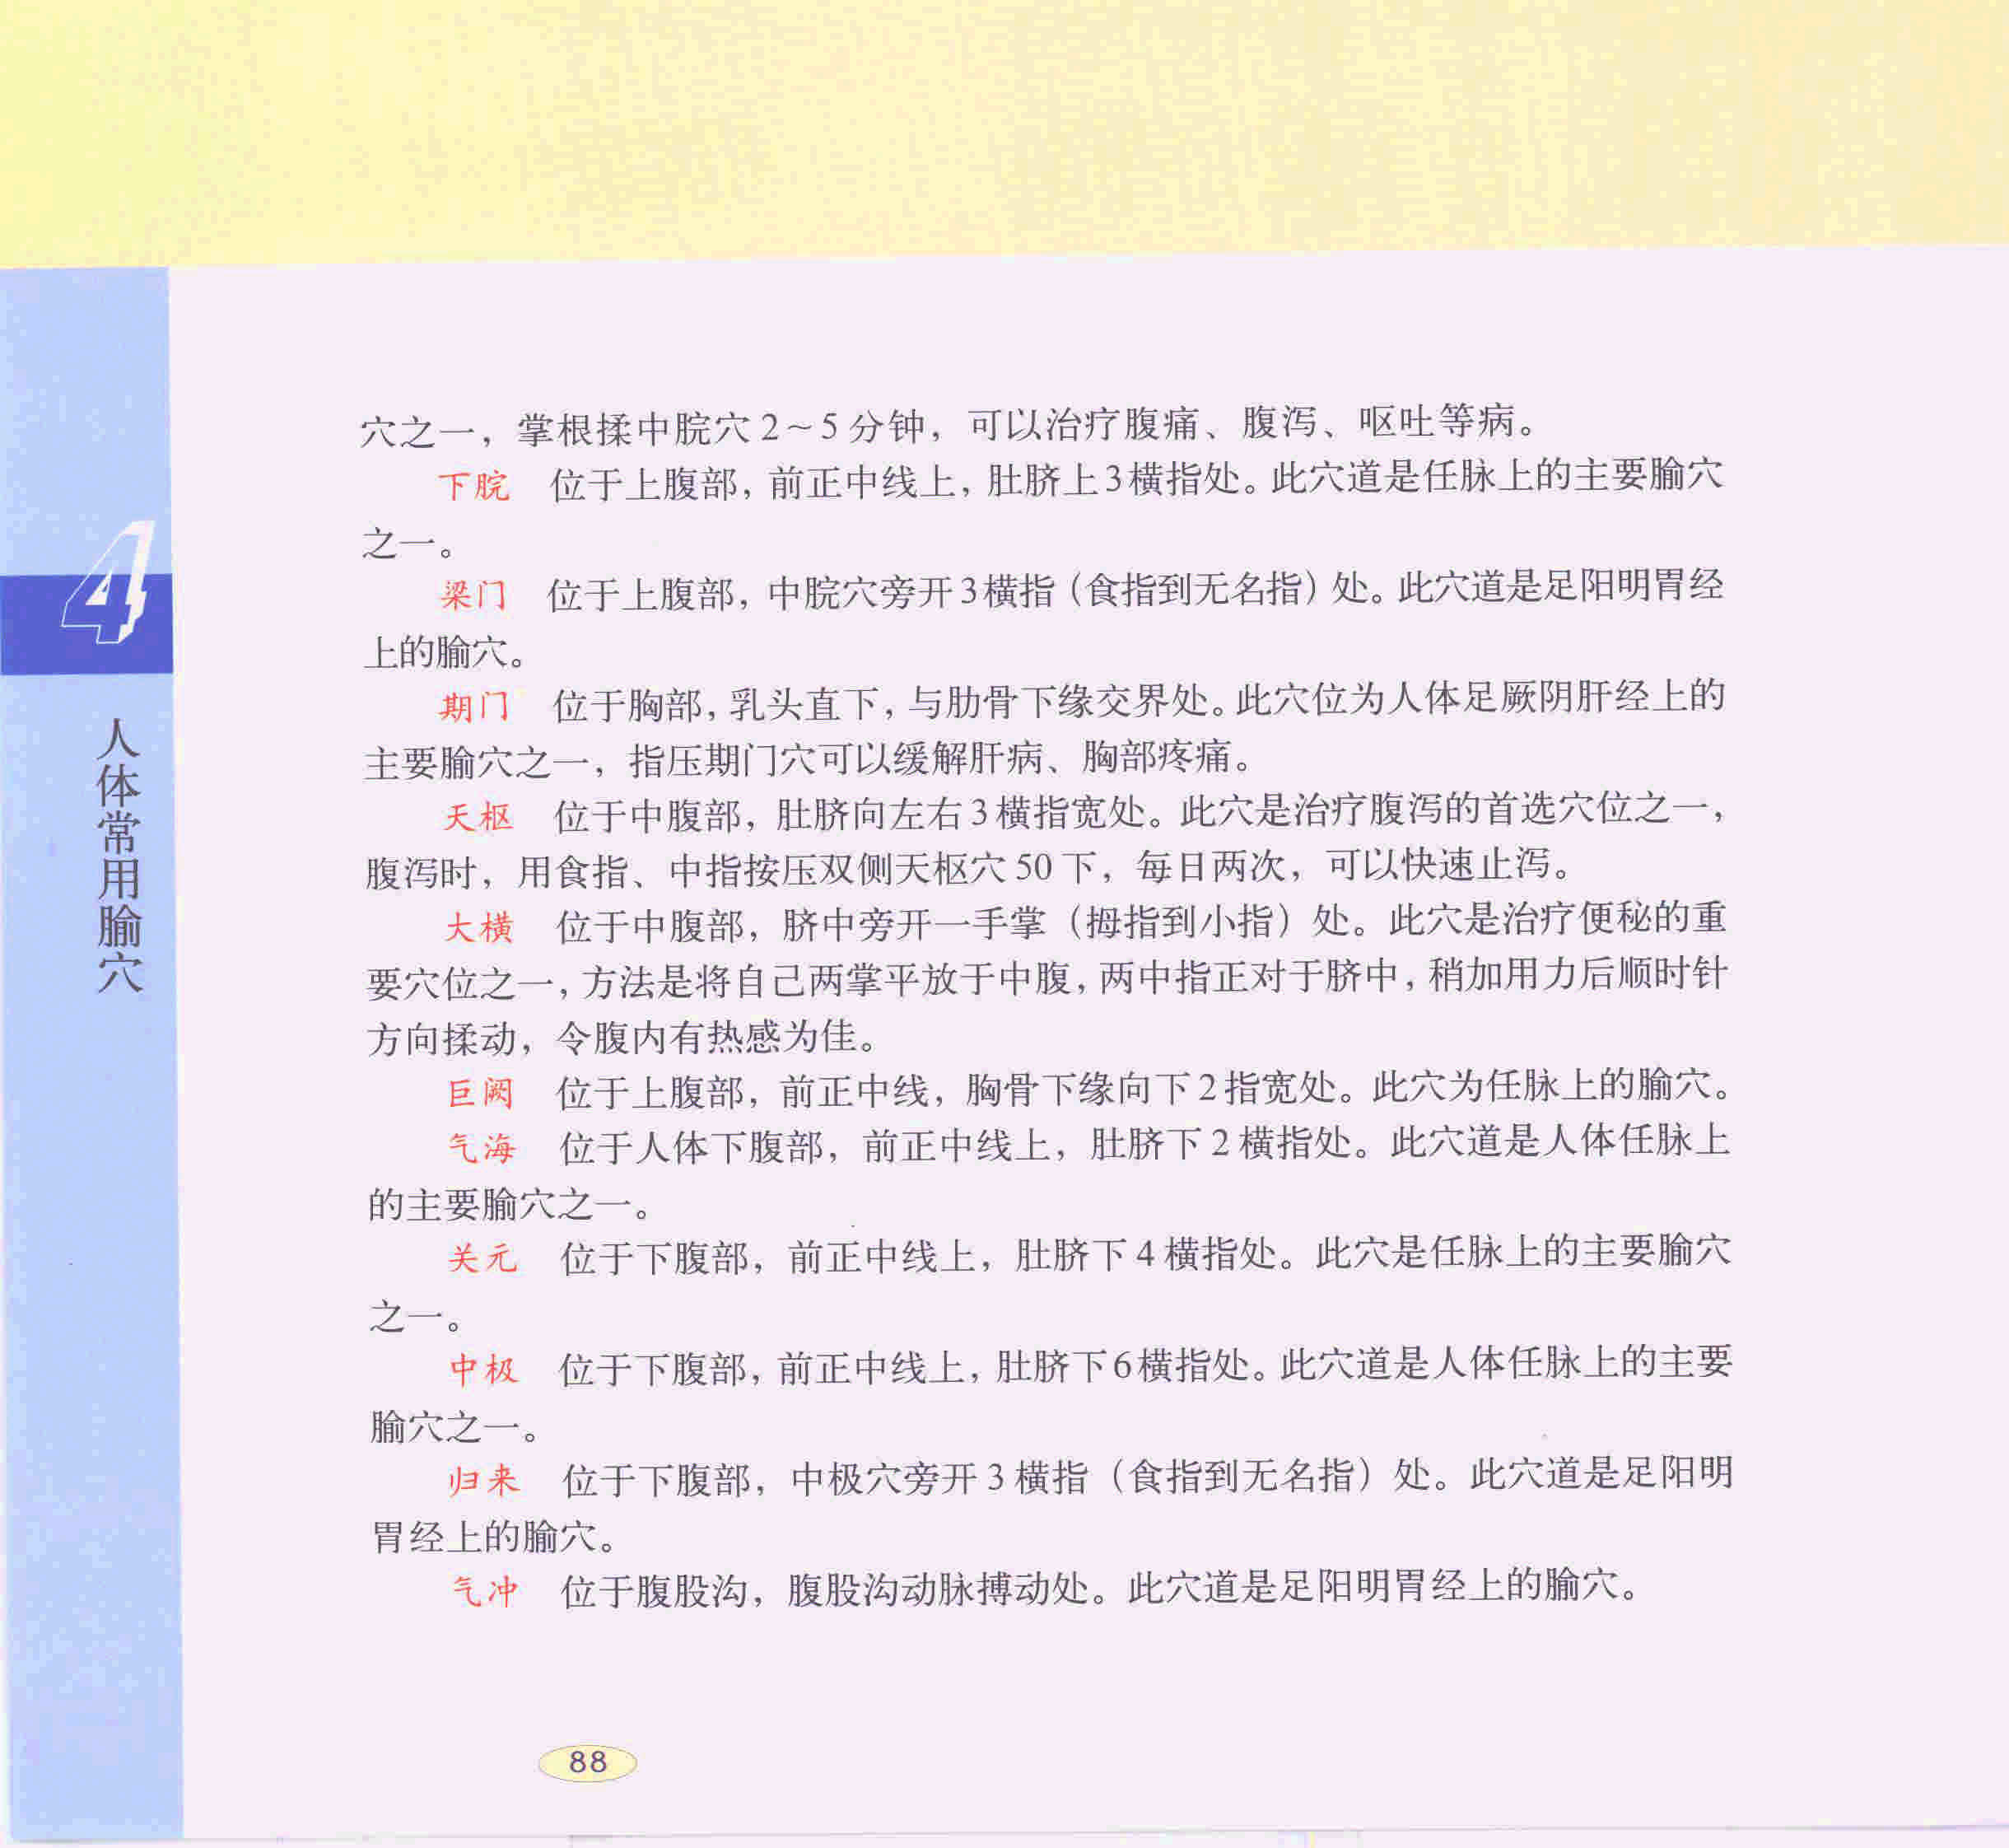 4
人体常用腧穴
穴之一，掌根揉中脘穴2～5分钟，可以治疗腹痛、腹泻、呕吐等病。
下脘　位于上腹部，前正中线上，肚脐上3横指处。此穴道是任脉上的主要腧穴
之一。
梁门　位于上腹部，中脘穴旁开3横指（食指到无名指）处。此穴道是足阳明胃经
上的腧穴。
期门　位于胸部，乳头直下，与肋骨下缘交界处。此穴位为人体足厥阴肝经上的
主要腧穴之一，指压期门穴可以缓解肝病、胸部疼痛。
天枢　位于中腹部，肚脐向左右3横指宽处。此穴是治疗腹泻的首选穴位之一，
腹泻时，用食指、中指按压双侧天枢穴50下，每日两次，可以快速止泻。
大横　位于中腹部，脐中旁开一手掌（拇指到小指）处。此穴是治疗便秘的重
要穴位之一，方法是将自己两掌平放于中腹，两中指正对于脐中，稍加用力后顺时针
方向揉动，令腹内有热感为佳。
巨阙　位于上腹部，前正中线，胸骨下缘向下2指宽处。此穴为任脉上的腧穴。
气海　位于人体下腹部，前正中线上，肚脐下2横指处。此穴道是人体任脉上
的主要腧穴之一。
关元　位于下腹部，前正中线上，肚脐下4横指处。此穴是任脉上的主要腧穴
之一。
中极　位于下腹部，前正中线上，肚脐下6横指处。此穴道是人体任脉上的主要
腧穴之一。
归来　位于下腹部，中极穴旁开3横指（食指到无名指）处。此穴道是足阳明
胃经上的腧穴。
气冲　位于腹股沟，腹股沟动脉搏动处。此穴道是足阳明胃经上的腧穴。
88